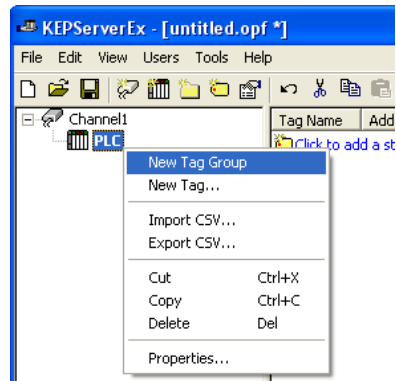 KEPServerEx - [untitled.opf *]
File Edit View Users Tools Help
Channel1
PLC
Tag Name Add
Click to add a st
New Tag Group
New Tag...
Import CSV...
Export CSV...
Cut Ctrl+X
Copy Ctrl+C
Delete Del
Properties...